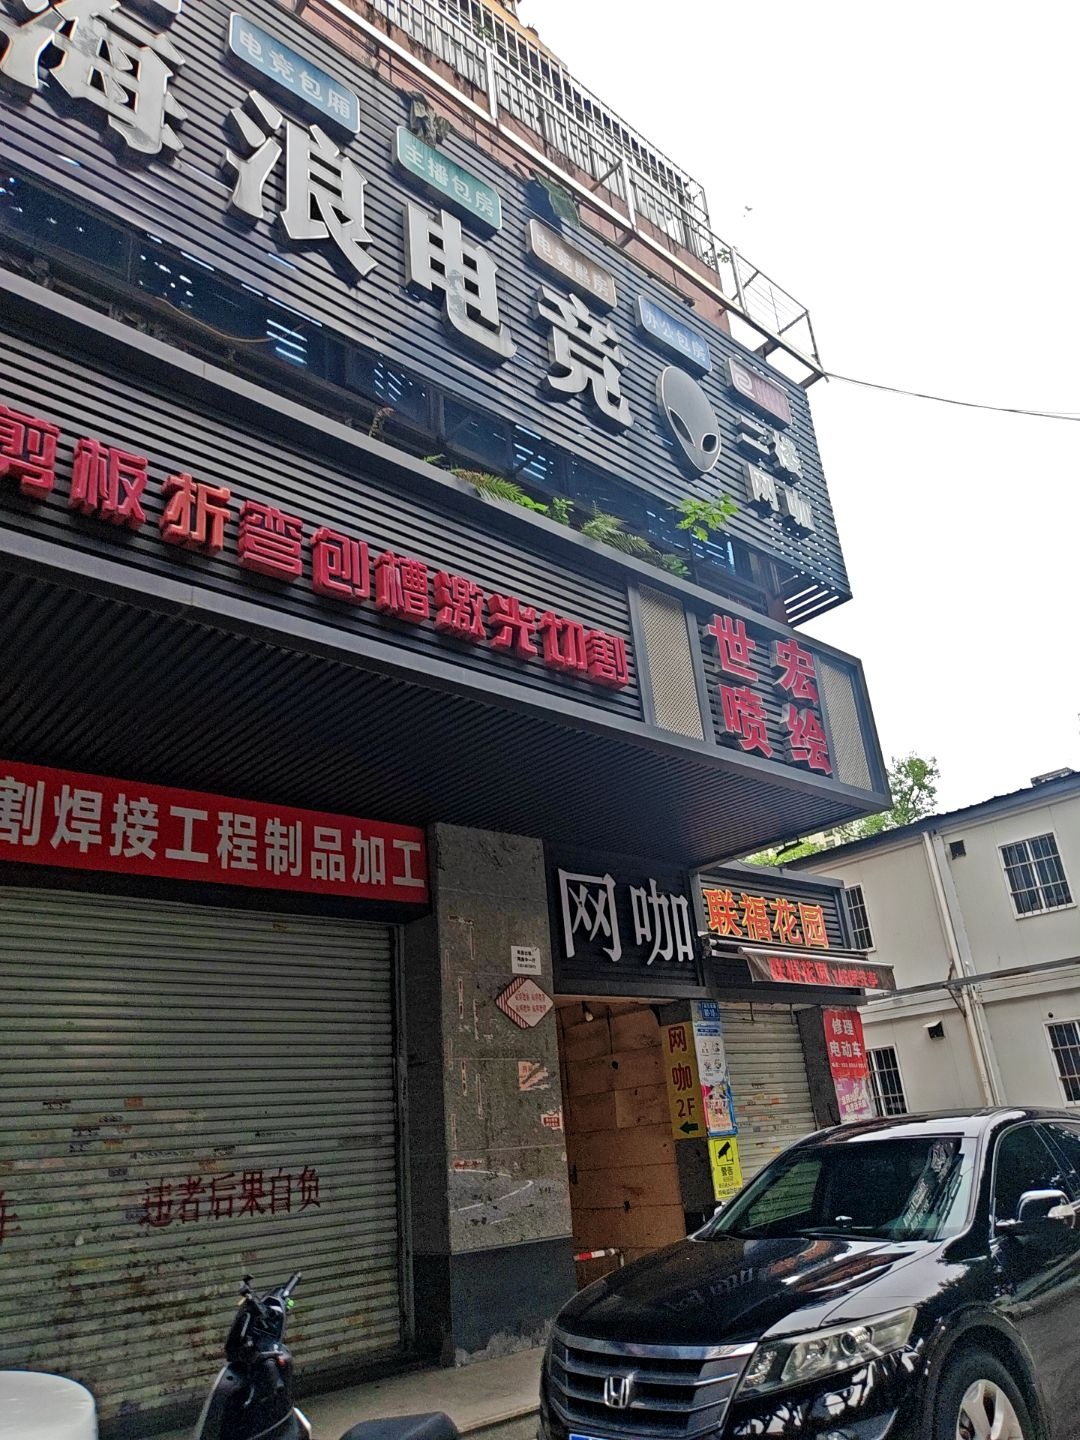 电竞包厢
主播包房
电竞黑房
办公包房
海浪电竞
二楼
网咖
剪板折弯刨槽激光切割
世宏
喷绘
割焊接工程制品加工
网咖
联福花园
修理
电动车
网咖
2F
警告
违者后果自负